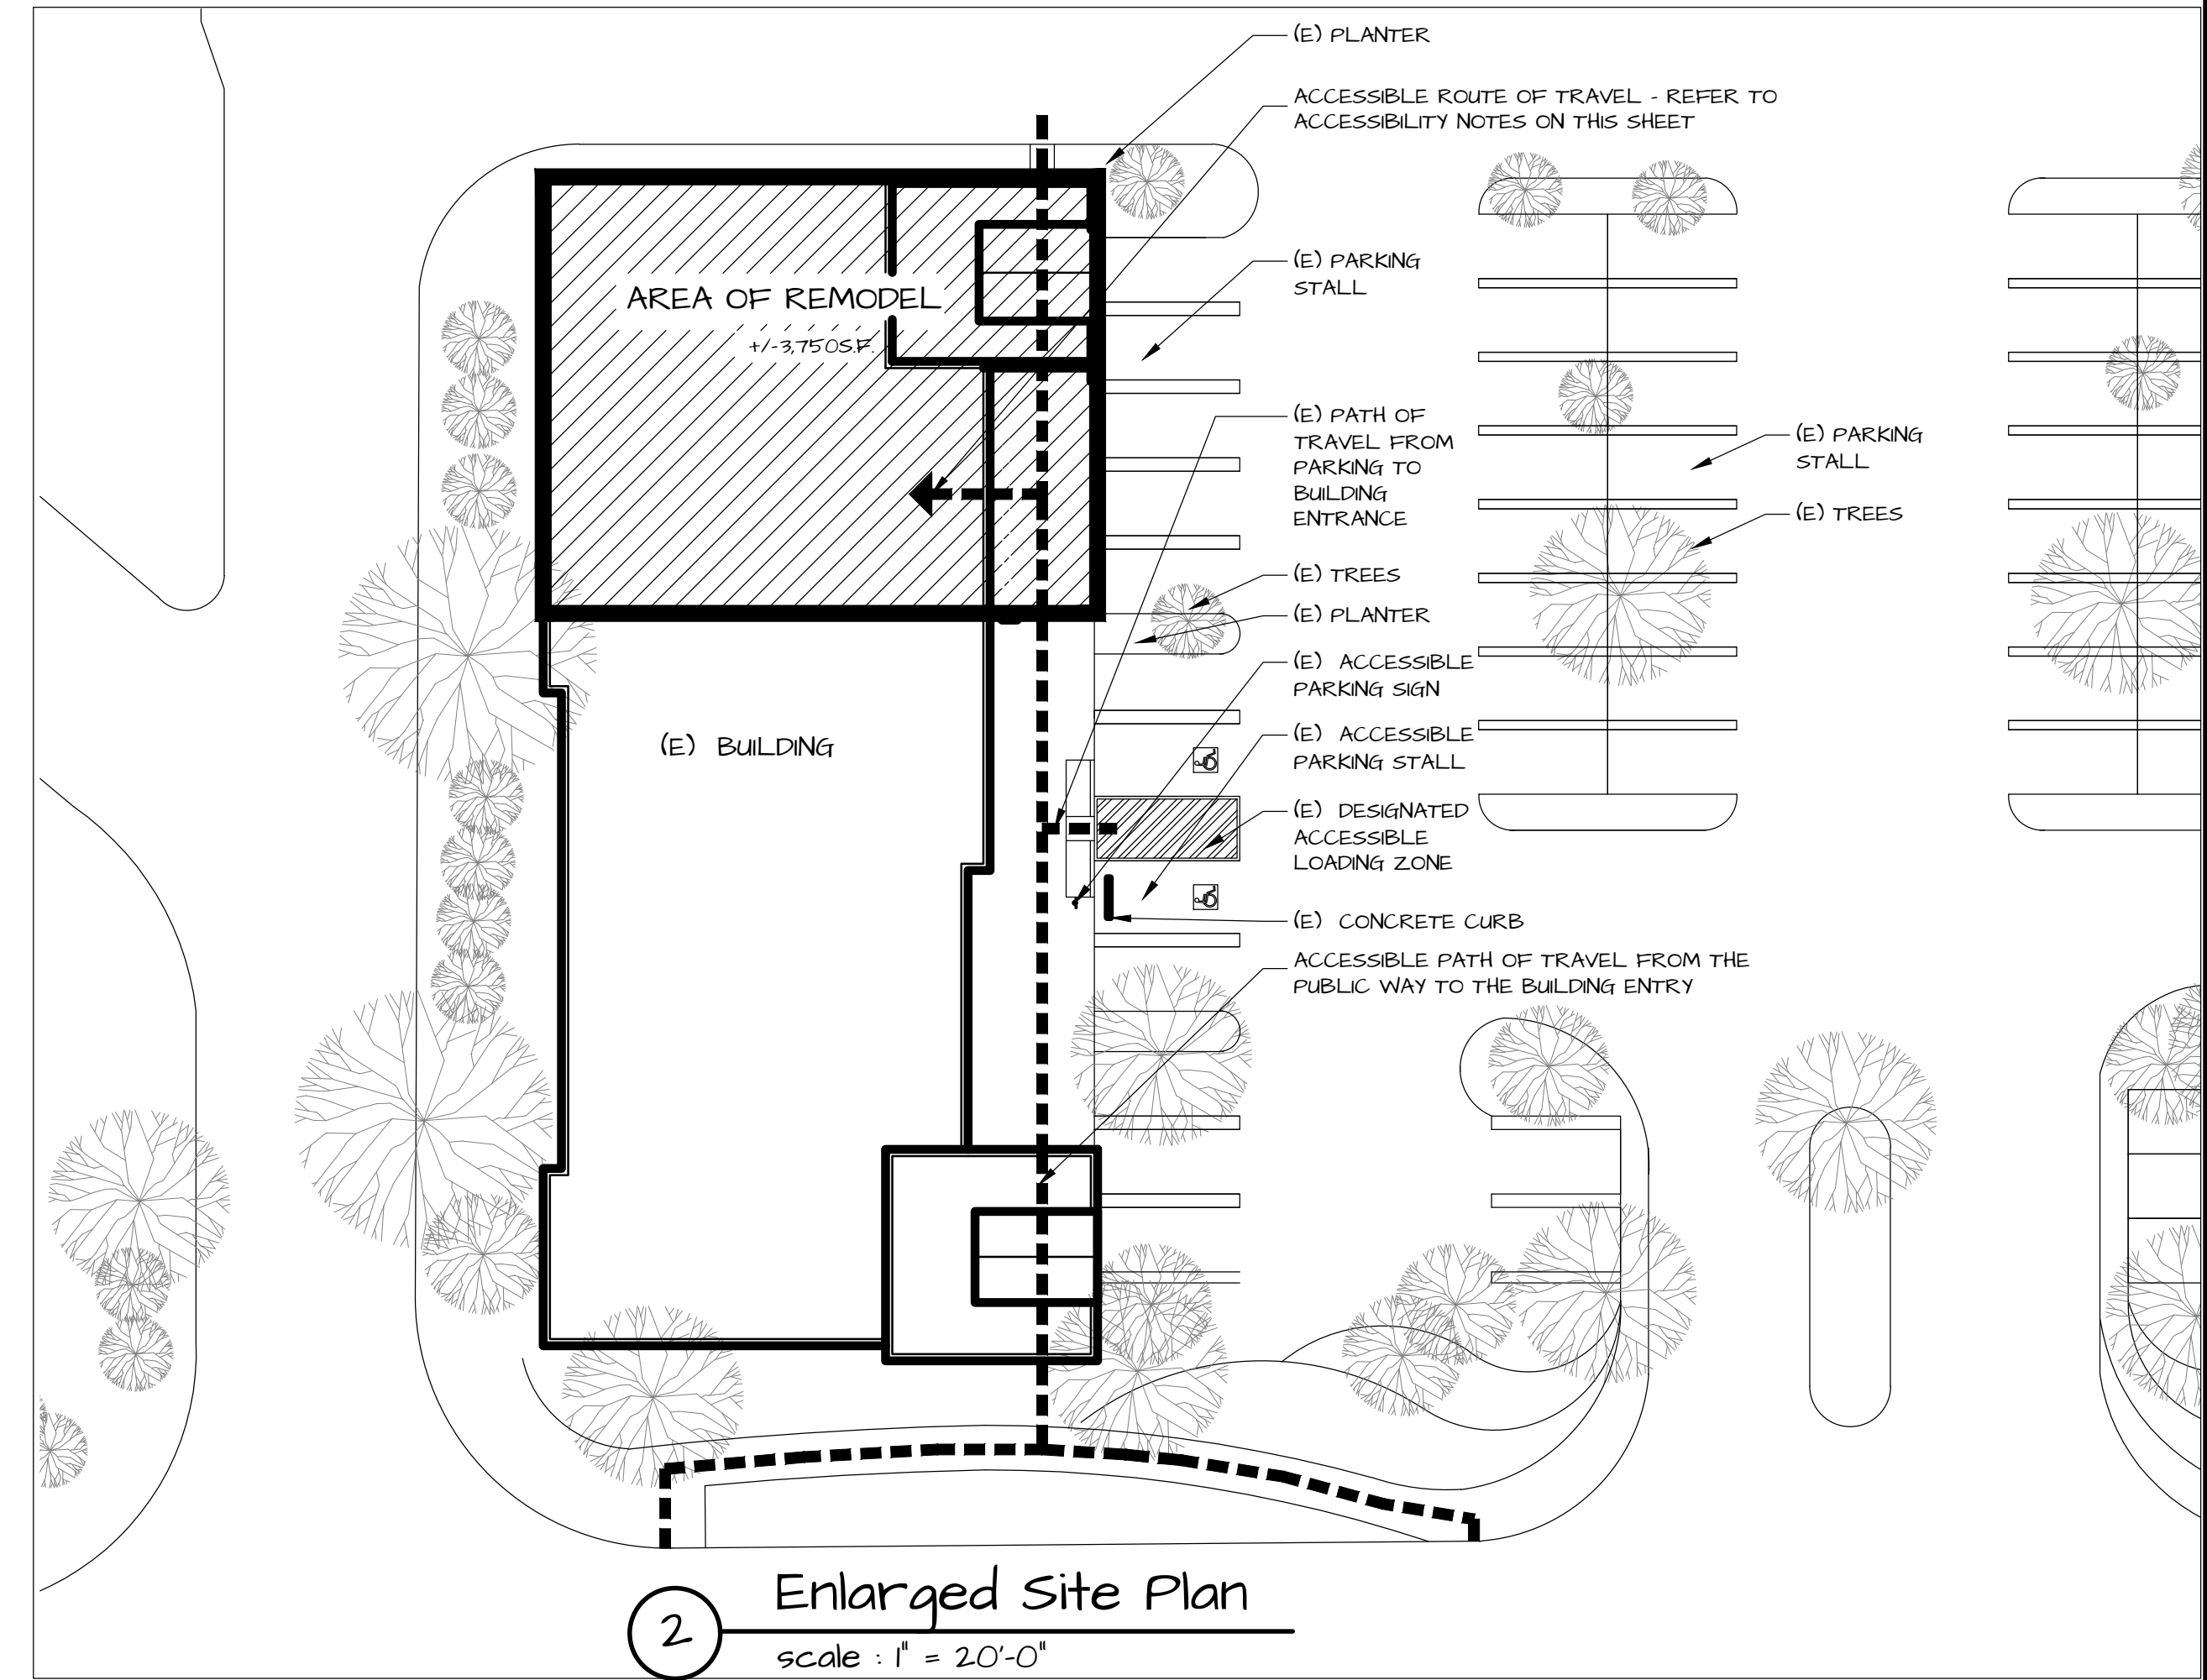 (E) PLANTER
ACCESSIBLE ROUTE OF TRAVEL - REFER TO
ACCESSIBILITY NOTES ON THIS SHEET
(E) PARKING
STALL
AREA OF REMODEL
+/-3,750S.F.
(E) PATH OF
TRAVEL FROM
PARKING TO
BUILDING
ENTRANCE
(E) PARKING
STALL
(E) TREES
(E) TREES
(E) PLANTER
(E) ACCESSIBLE
PARKING SIGN
(E) BUILDING
(E) ACCESSIBLE
PARKING STALL
(E) DESIGNATED
ACCESSIBLE
LOADING ZONE
(E) CONCRETE CURB
ACCESSIBLE PATH OF TRAVEL FROM THE
PUBLIC WAY TO THE BUILDING ENTRY
2
Enlarged Site Plan
scale : 1" = 20'-0"